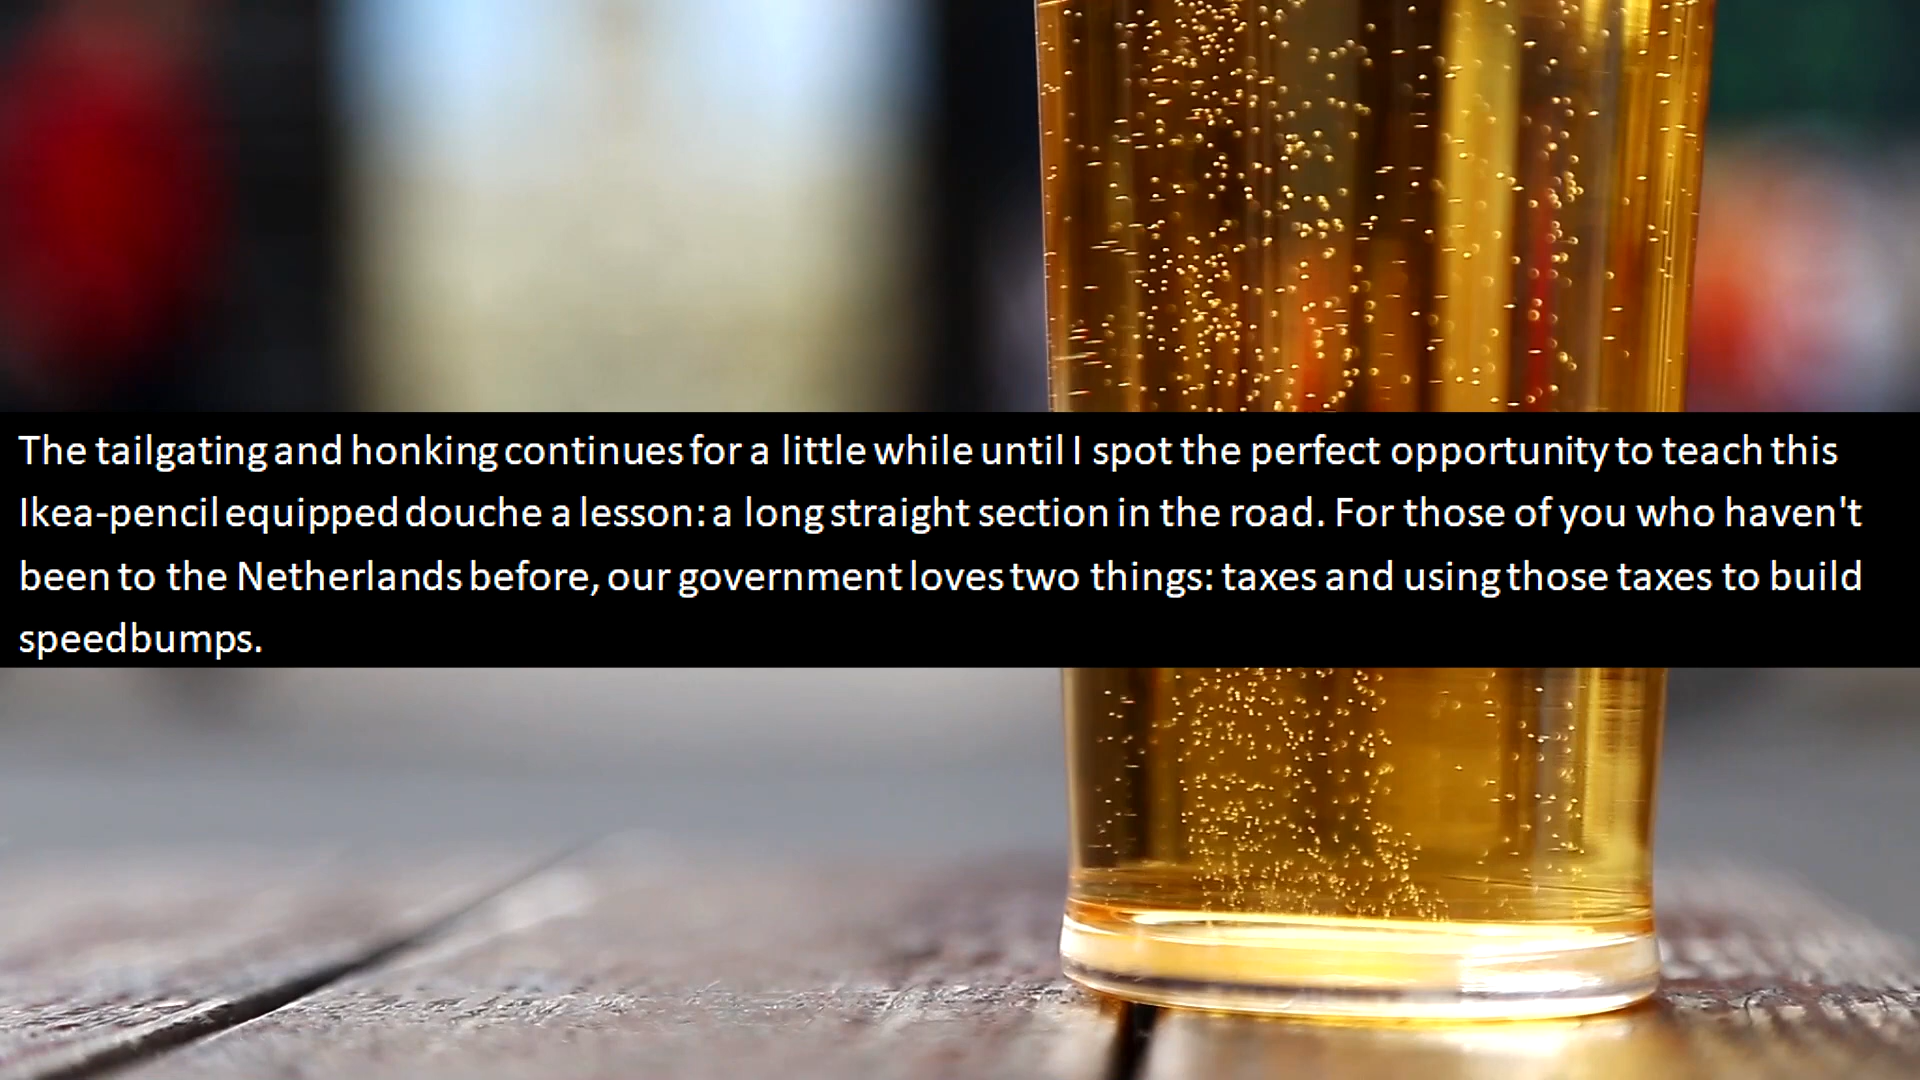 The tailgating and honking continues for a little while until I spot the perfect opportunity to teach this
Ikea-pencil equipped douche a lesson: a long straight section in the road. For those of you who haven't
been to the Netherlands before, our government loves two things: taxes and using those taxes to build
speedbumps.